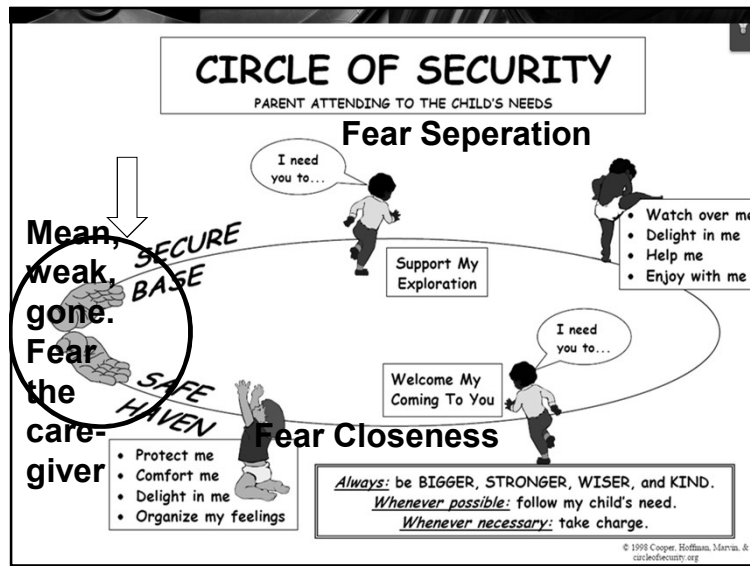 CIRCLE OF SECURITY
PARENT ATTENDING TO THE CHILD'S NEEDS
Fear Seperation
I need
you to...
Mean,
weak,
gone.
Fear
the
care-
giver
SECURE
BASE
Support My
Exploration
• Watch over me
• Delight in me
• Help me
• Enjoy with me
I need
you to...
Welcome My
Coming To You
SAFE
HAVEN
Fear Closeness
• Protect me
• Comfort me
• Delight in me
• Organize my feelings
Always: be BIGGER, STRONGER, WISER, and KIND.
Whenever possible: follow my child's need.
Whenever necessary: take charge.
© 1998 Cooper, Hoffman, Marvin, &
circleofsecurity.org